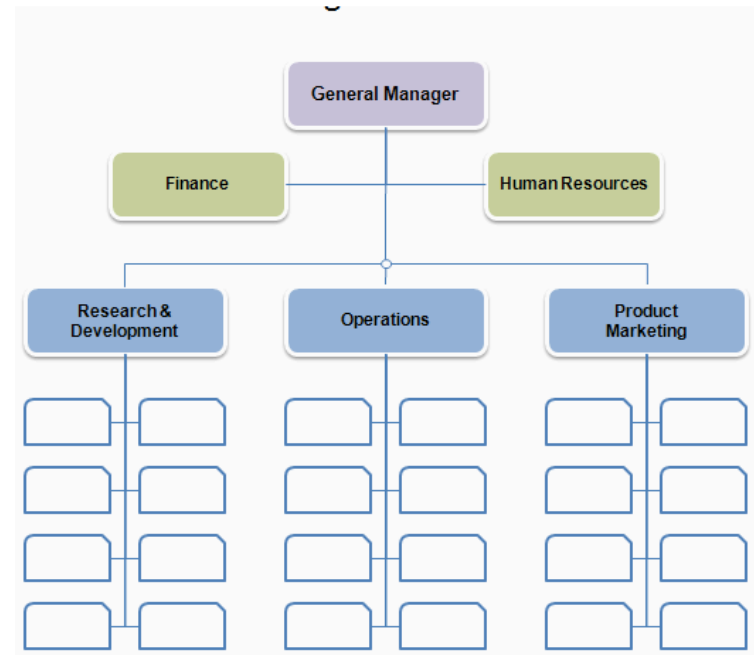 General Manager
Finance
Human Resources
Research &
Development
Operations
Product
Marketing